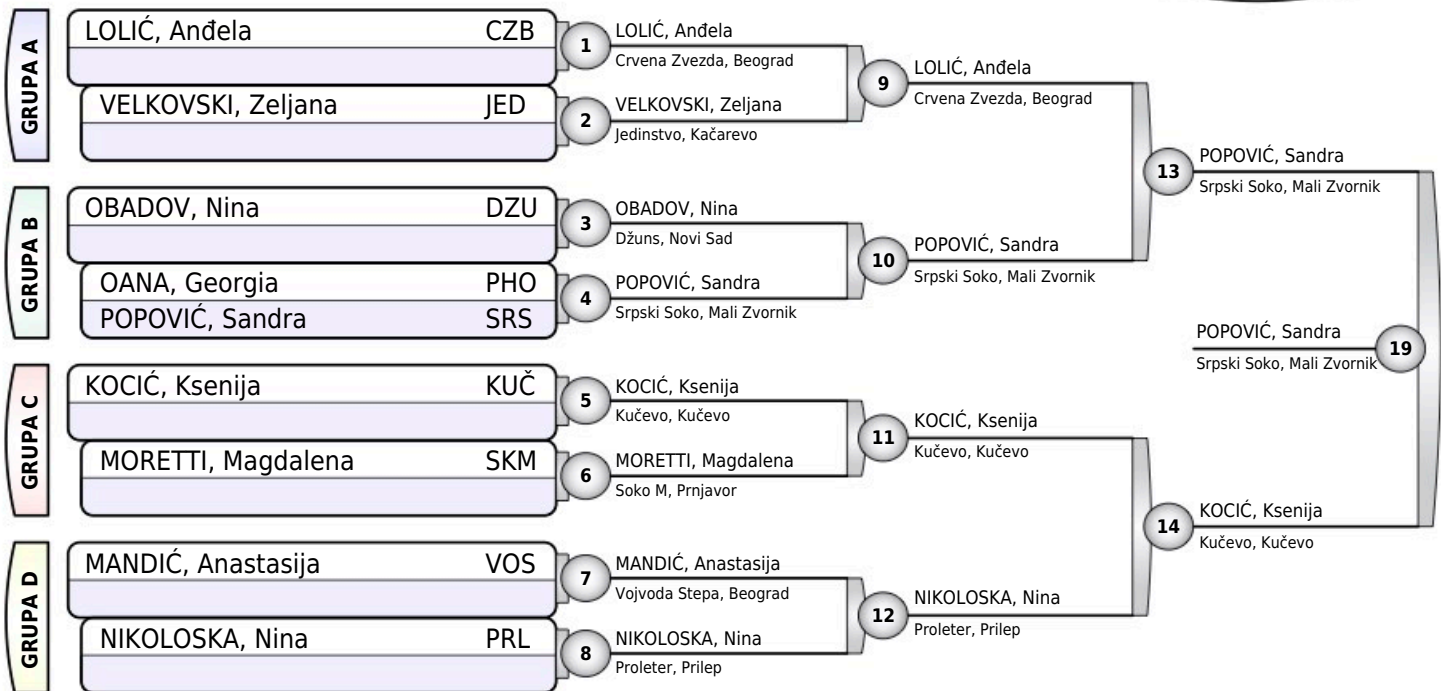 GRUPA A
LOLIĆ, Anđela CZB
VELKOVSKI, Zeljana JED
1
LOLIĆ, Anđela
Crvena Zvezda, Beograd
2
VELKOVSKI, Zeljana
Jedinstvo, Kačarevo
9
LOLIĆ, Anđela
Crvena Zvezda, Beograd
GRUPA B
OBADOV, Nina DZU
OANA, Georgia PHO
POPOVIĆ, Sandra SRS
3
OBADOV, Nina
Džuns, Novi Sad
4
POPOVIĆ, Sandra
Srpski Soko, Mali Zvornik
10
POPOVIĆ, Sandra
Srpski Soko, Mali Zvornik
13
POPOVIĆ, Sandra
Srpski Soko, Mali Zvornik
GRUPA C
KOCIĆ, Ksenija KUČ
MORETTI, Magdalena SKM
5
KOCIĆ, Ksenija
Kučevo, Kučevo
6
MORETTI, Magdalena
Soko M, Prnjavor
11
KOCIĆ, Ksenija
Kučevo, Kučevo
GRUPA D
MANDIĆ, Anastasija VOS
NIKOLOSKA, Nina PRL
7
MANDIĆ, Anastasija
Vojvoda Stepa, Beograd
8
NIKOLOSKA, Nina
Proleter, Prilep
12
NIKOLOSKA, Nina
Proleter, Prilep
14
KOCIĆ, Ksenija
Kučevo, Kučevo
POPOVIĆ, Sandra
Srpski Soko, Mali Zvornik
19